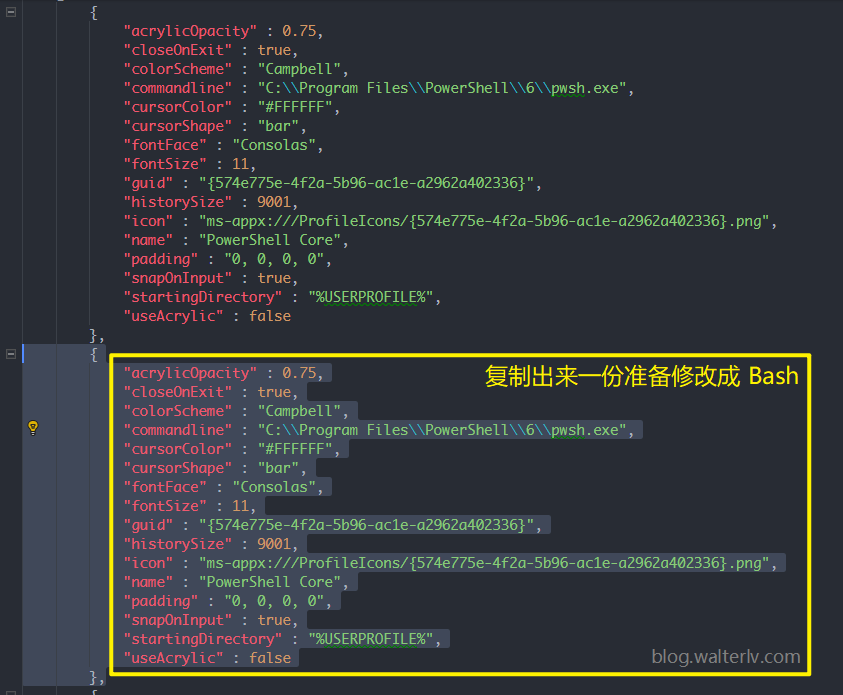 {
"acrylicOpacity" : 0.75,
"closeOnExit" : true,
"colorScheme" : "Campbell",
"commandline" : "C:\\Program Files\\PowerShell\\6\\pwsh.exe",
"cursorColor" : "#FFFFFF",
"cursorShape" : "bar",
"fontFace" : "Consolas",
"fontSize" : 11,
"guid" : "{574e775e-4f2a-5b96-ac1e-a2962a402336}",
"historySize" : 9001,
"icon" : "ms-appx:///ProfileIcons/{574e775e-4f2a-5b96-ac1e-a2962a402336}.png",
"name" : "PowerShell Core",
"padding" : "0, 0, 0, 0",
"snapOnInput" : true,
"startingDirectory" : "%USERPROFILE%",
"useAcrylic" : false
},
{
"acrylicOpacity" : 0.75,
复制出来一份准备修改成 Bash
"closeOnExit" : true,
"colorScheme" : "Campbell",
"commandline" : "C:\\Program Files\\PowerShell\\6\\pwsh.exe",
"cursorColor" : "#FFFFFF",
"cursorShape" : "bar",
"fontFace" : "Consolas",
"fontSize" : 11,
"guid" : "{574e775e-4f2a-5b96-ac1e-a2962a402336}",
"historySize" : 9001,
"icon" : "ms-appx:///ProfileIcons/{574e775e-4f2a-5b96-ac1e-a2962a402336}.png",
"name" : "PowerShell Core",
"padding" : "0, 0, 0, 0",
"snapOnInput" : true,
"startingDirectory" : "%USERPROFILE%",
"useAcrylic" : false
blog.walterlv.com
},
{